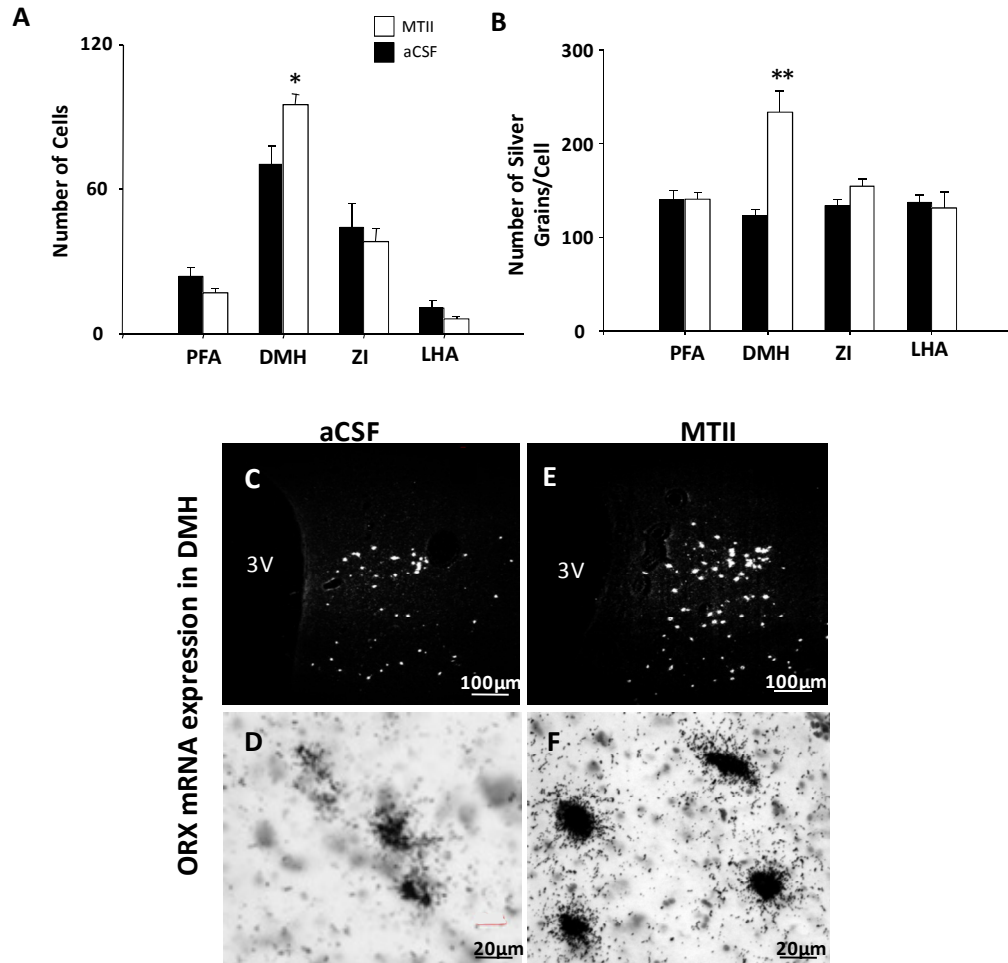 A
MTII
aCSF
120
60
0
Number of Cells
*
PFA DMH ZI LHA
B
300
200
100
0
Number of Silver
Grains/Cell
**
PFA DMH ZI LHA
ORX mRNA expression in DMH
aCSF
MTII
C
3V
100µm
E
3V
100µm
D
20µm
F
20µm